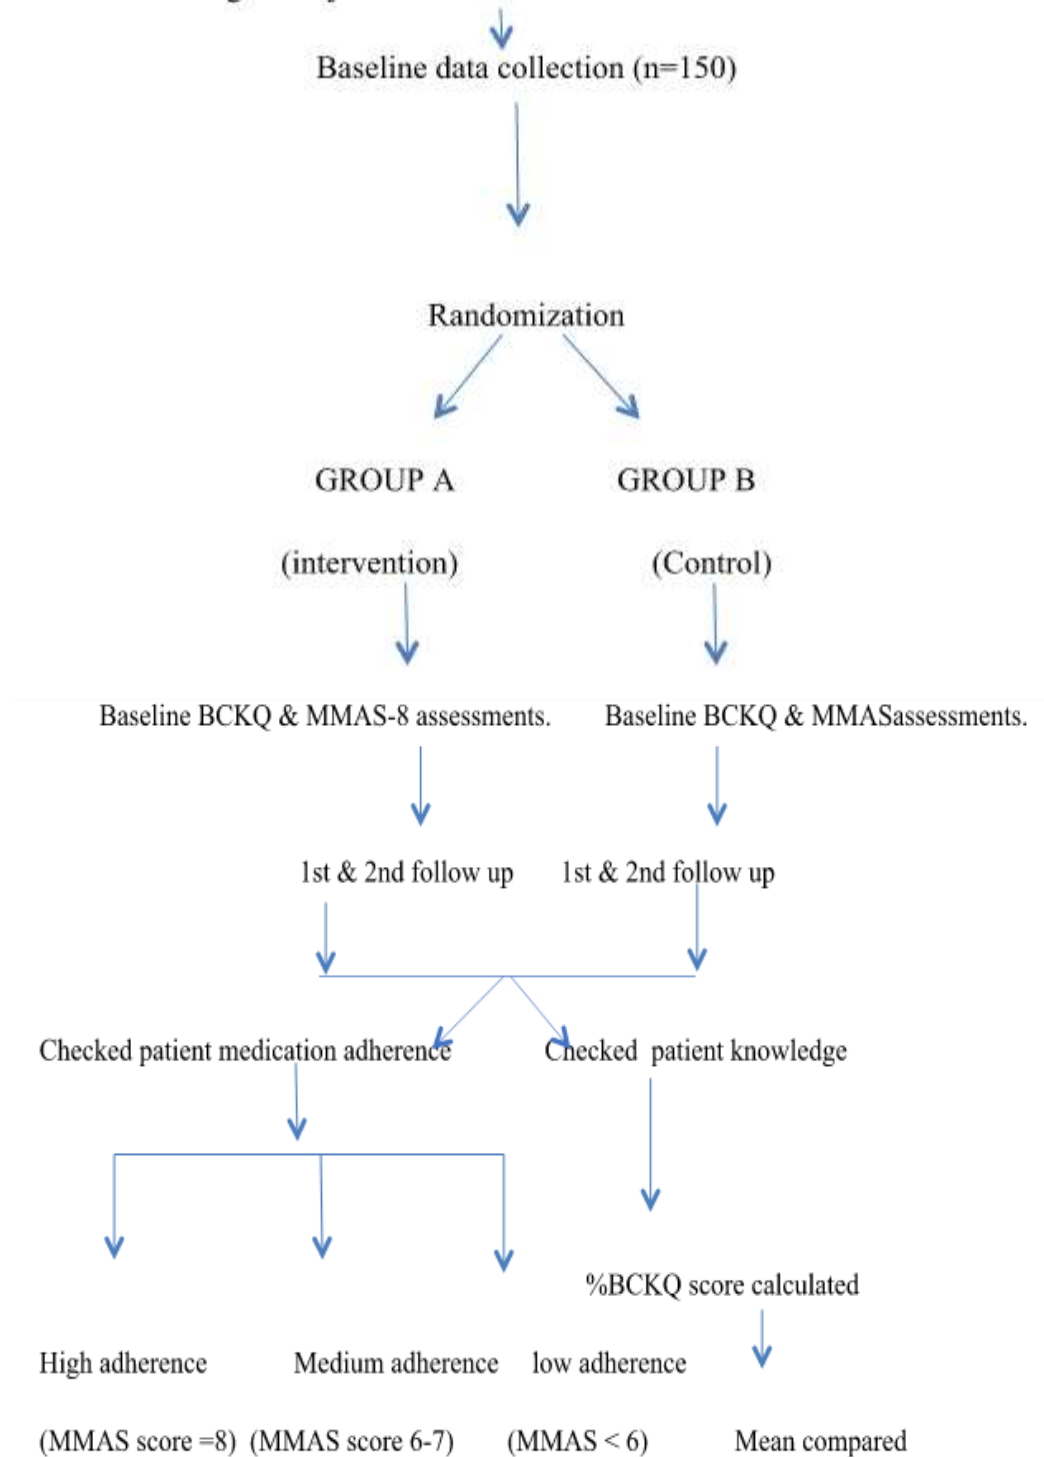 Baseline data collection (n=150)
Randomization
GROUP A GROUP B
(intervention) (Control)
Baseline BCKQ & MMAS-8 assessments. Baseline BCKQ & MMASassessments.
1st & 2nd follow up 1st & 2nd follow up
Checked patient medication adherence Checked patient knowledge
%BCKQ score calculated
High adherence Medium adherence low adherence
(MMAS score =8) (MMAS score 6-7) (MMAS < 6) Mean compared